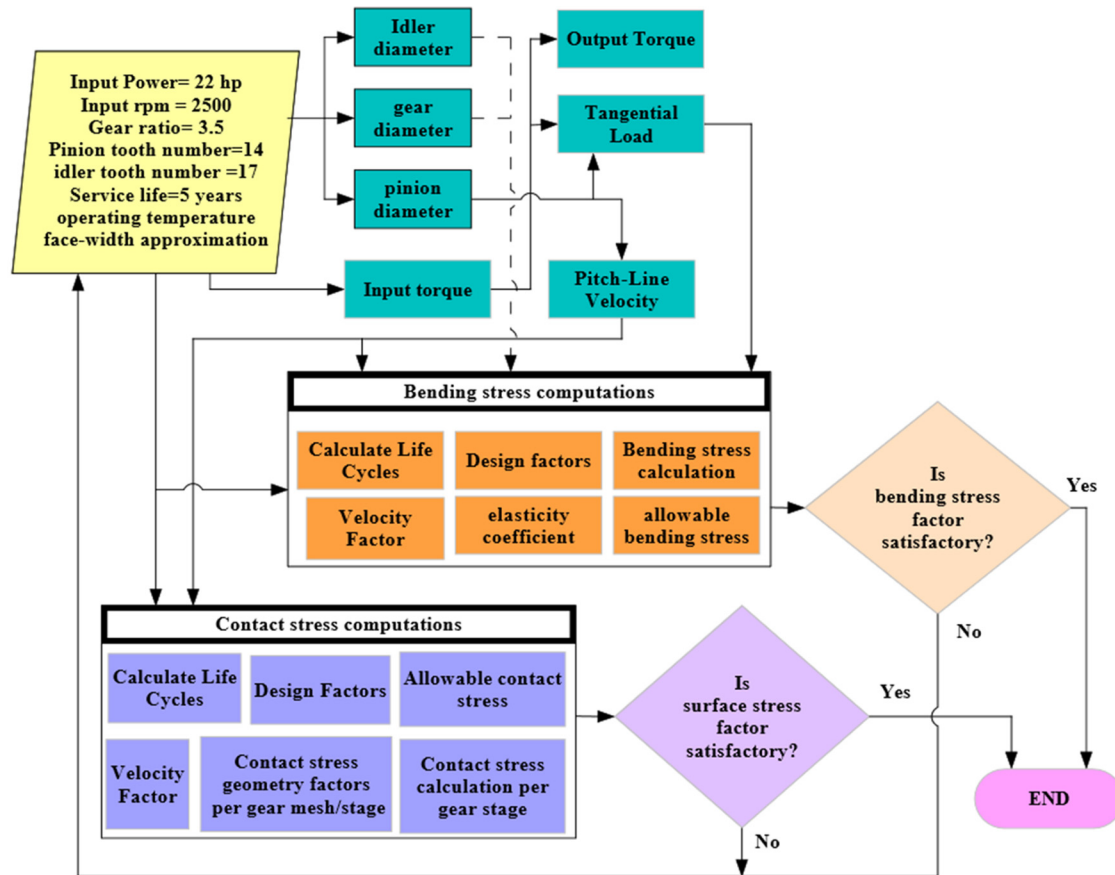 Input Power= 22 hp
Input rpm = 2500
Gear ratio= 3.5
Pinion tooth number=14
idler tooth number =17
Service life=5 years
operating temperature
face-width approximation
Idler
diameter
gear
diameter
pinion
diameter
Input torque
Output Torque
Tangential
Load
Pitch-Line
Velocity
Bending stress computations
Calculate Life
Cycles
Design factors
Bending stress
calculation
Velocity
Factor
elasticity
coefficient
allowable
bending stress
Is
bending stress
factor
satisfactory?
Yes
No
Contact stress computations
Calculate Life
Cycles
Design Factors
Allowable contact
stress
Velocity
Factor
Contact stress
geometry factors
per gear mesh/stage
Contact stress
calculation per
gear stage
Is
surface stress
factor
satisfactory?
Yes
No
END